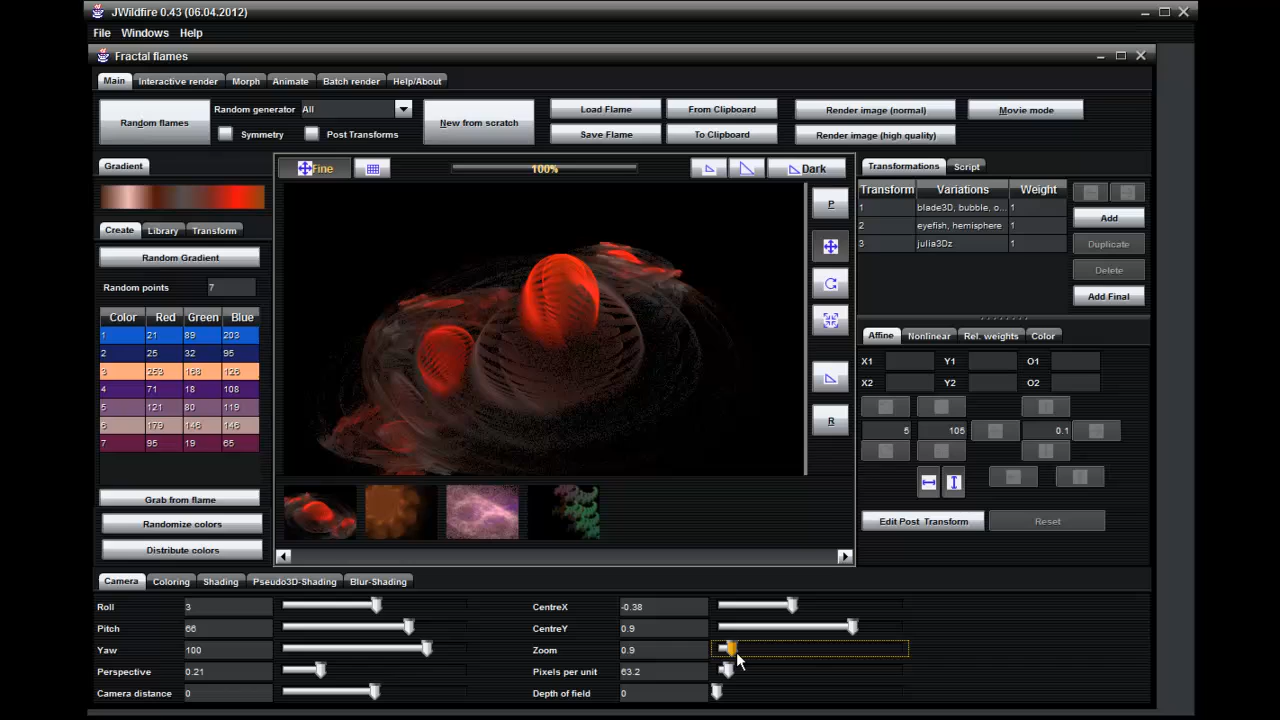 JWildfire 0.43 (06.04.2012)
File Windows Help
Fractal flames
Main Interactive render Morph Animate Batch render Help/About
Random flames
Random generator All
Symmetry Post Transforms
New from scratch
Load Flame From Clipboard
Save Flame To Clipboard
Render image (normal)
Render image (high quality)
Movie mode
Gradient
Create Library Transform
Random Gradient
Random points 7
Color Red Green Blue
1 21 89 203
2 25 32 95
3 253 168 126
4 71 18 108
5 121 80 119
6 179 146 146
7 95 19 65
Grab from flame
Randomize colors
Distribute colors
Fine 100% Dark
P
R
Transformations Script
Transform Variations Weight
1 blade3D, bubble, o... 1
2 eyefish, hemisphere 1
3 julia3Dz 1
Add
Duplicate
Delete
Add Final
Affine Nonlinear Rel. weights Color
X1 Y1 O1
X2 Y2 O2
5 105 0.1
Edit Post Transform Reset
Camera Coloring Shading Pseudo3D-Shading Blur-Shading
Roll 3 CentreX -0.38
Pitch 66 CentreY 0.9
Yaw 100 Zoom 0.9
Perspective 0.21 Pixels per unit 63.2
Camera distance 0 Depth of field 0